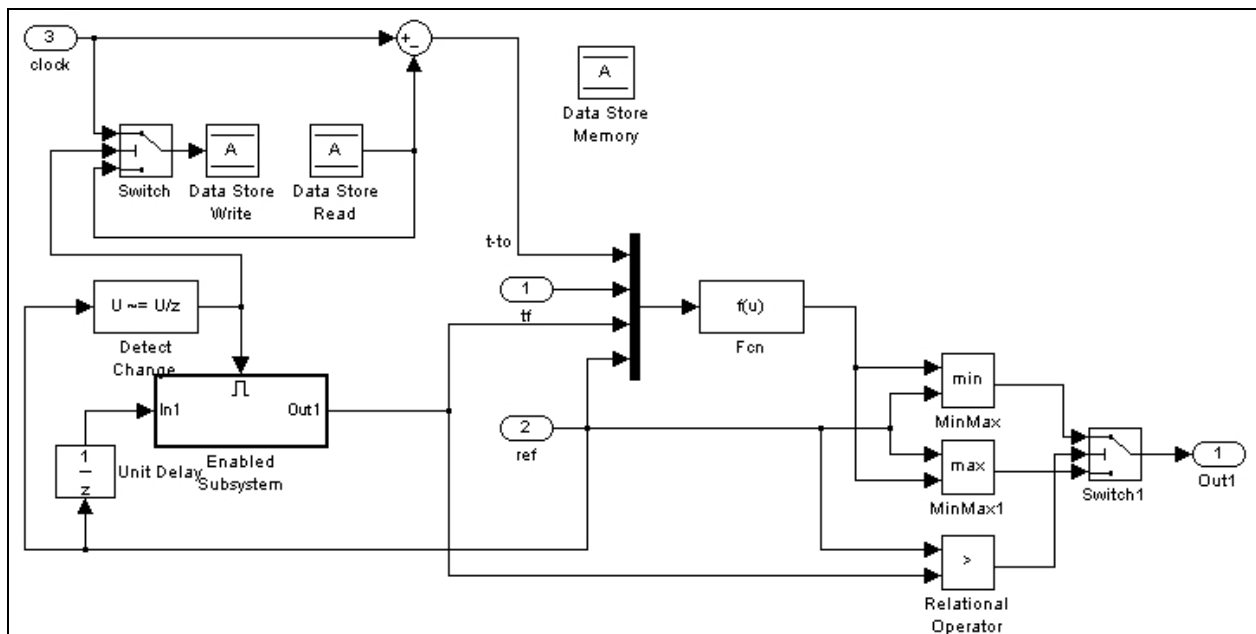 3
clock
+
-
A
Data Store
Memory
Switch
A
Data Store
Write
A
Data Store
Read
t-to
1
tf
U ~= U/z
Detect
Change
f(u)
Fcn
In1
Out1
Enabled
Subsystem
1
z
Unit Delay
2
ref
min
MinMax
max
MinMax1
Switch1
1
Out1
>
Relational
Operator